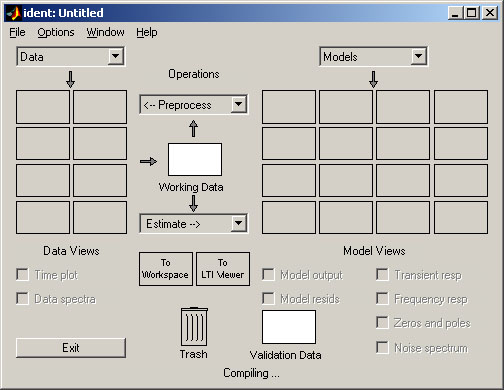 ident: Untitled
File Options Window Help
Data
Models
Operations
<-- Preprocess
Working Data
Estimate -->
Data Views
Model Views
To Workspace
To LTI Viewer
Time plot
Data spectra
Model output
Model resids
Transient resp
Frequency resp
Zeros and poles
Noise spectrum
Exit
Trash
Validation Data
Compiling ...